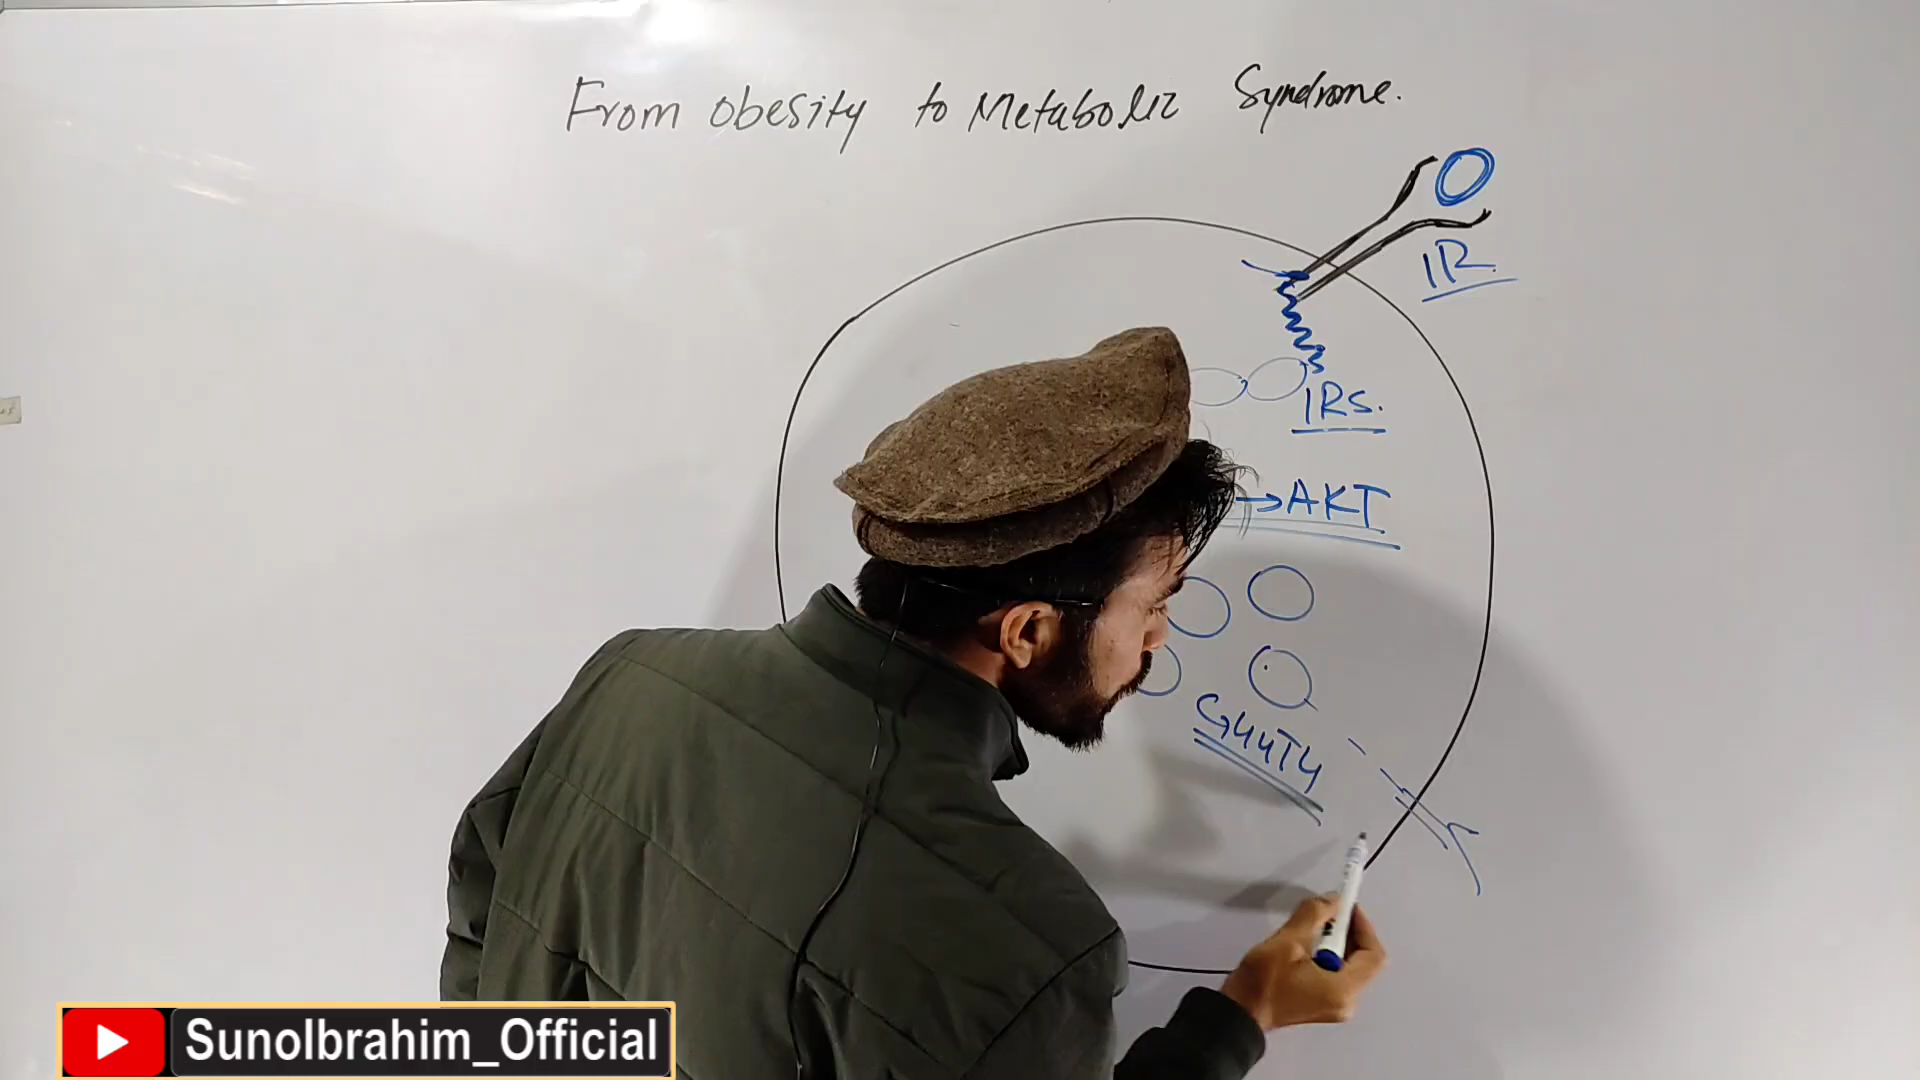 From obesity to Metabolic Syndrome.
IR.
IRS.
→AKT
GLUT4
SunoIbrahim_Official